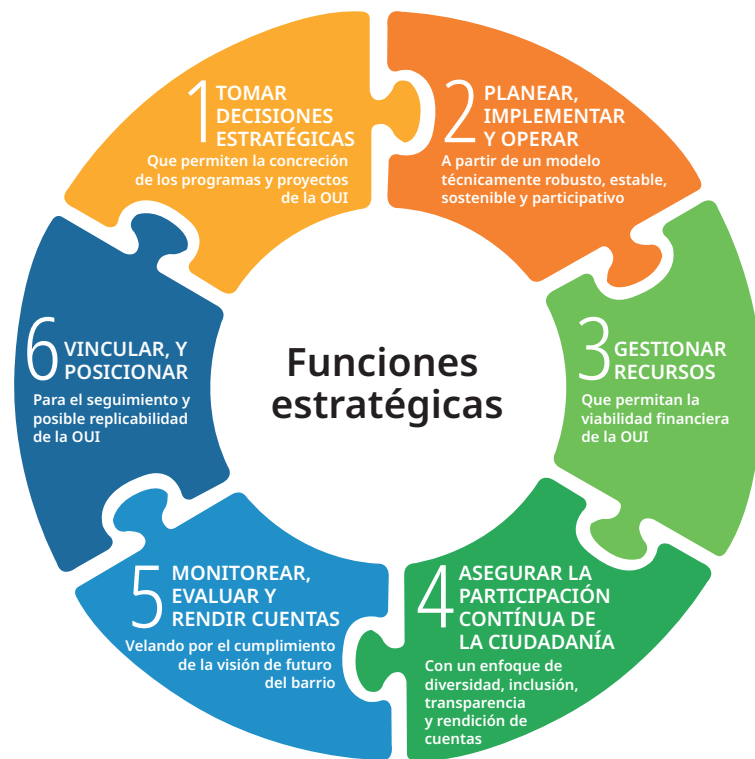 Funciones
estratégicas
1
TOMAR
DECISIONES
ESTRATÉGICAS
Que permiten la concreción
de los programas y proyectos
de la OUI
2
PLANEAR,
IMPLEMENTAR
Y OPERAR
A partir de un modelo
técnicamente robusto, estable,
sostenible y participativo
3
GESTIONAR
RECURSOS
Que permitan la
viabilidad financiera
de la OUI
4
ASEGURAR LA
PARTICIPACIÓN
CONTÍNUA DE
LA CIUDADANÍA
Con un enfoque de
diversidad, inclusión,
transparencia
y rendición de
cuentas
5
MONITOREAR,
EVALUAR Y
RENDIR CUENTAS
Velando por el cumplimiento
de la visión de futuro
del barrio
6
VINCULAR, Y
POSICIONAR
Para el seguimiento y
posible replicabilidad
de la OUI